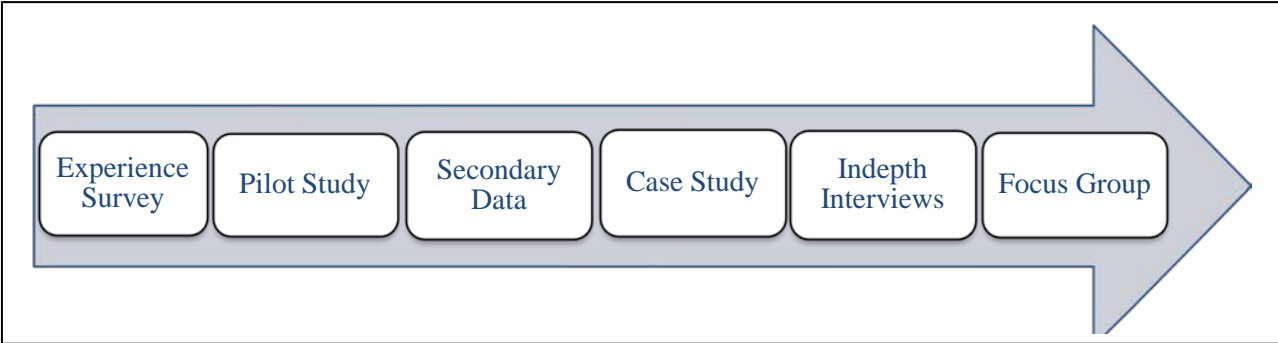 Experience
Survey
Pilot Study
Secondary
Data
Case Study
Indepth
Interviews
Focus Group